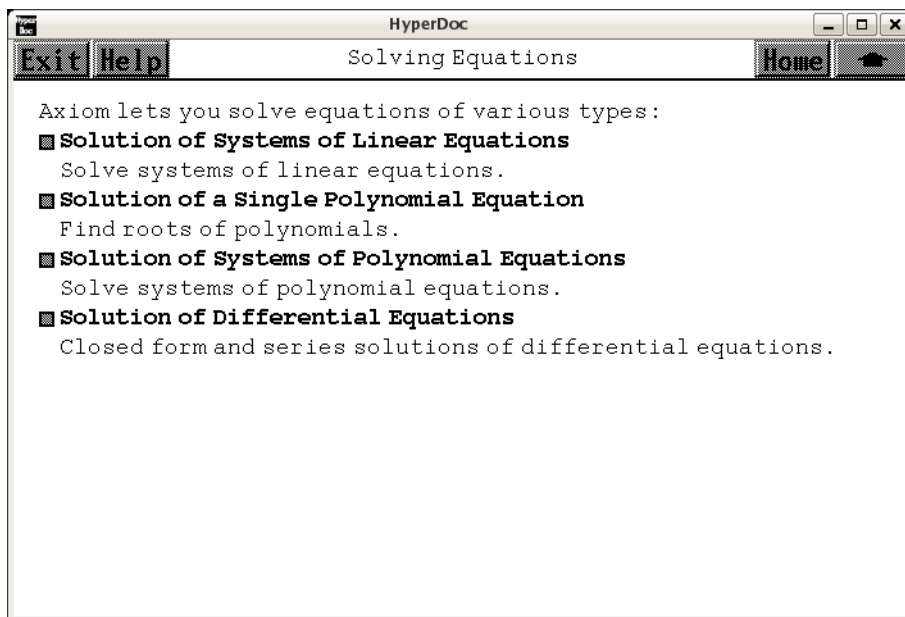 Hyper Doc
HyperDoc
Exit Help Solving Equations Home
Axiom lets you solve equations of various types:
Solution of Systems of Linear Equations
Solve systems of linear equations.
Solution of a Single Polynomial Equation
Find roots of polynomials.
Solution of Systems of Polynomial Equations
Solve systems of polynomial equations.
Solution of Differential Equations
Closed form and series solutions of differential equations.